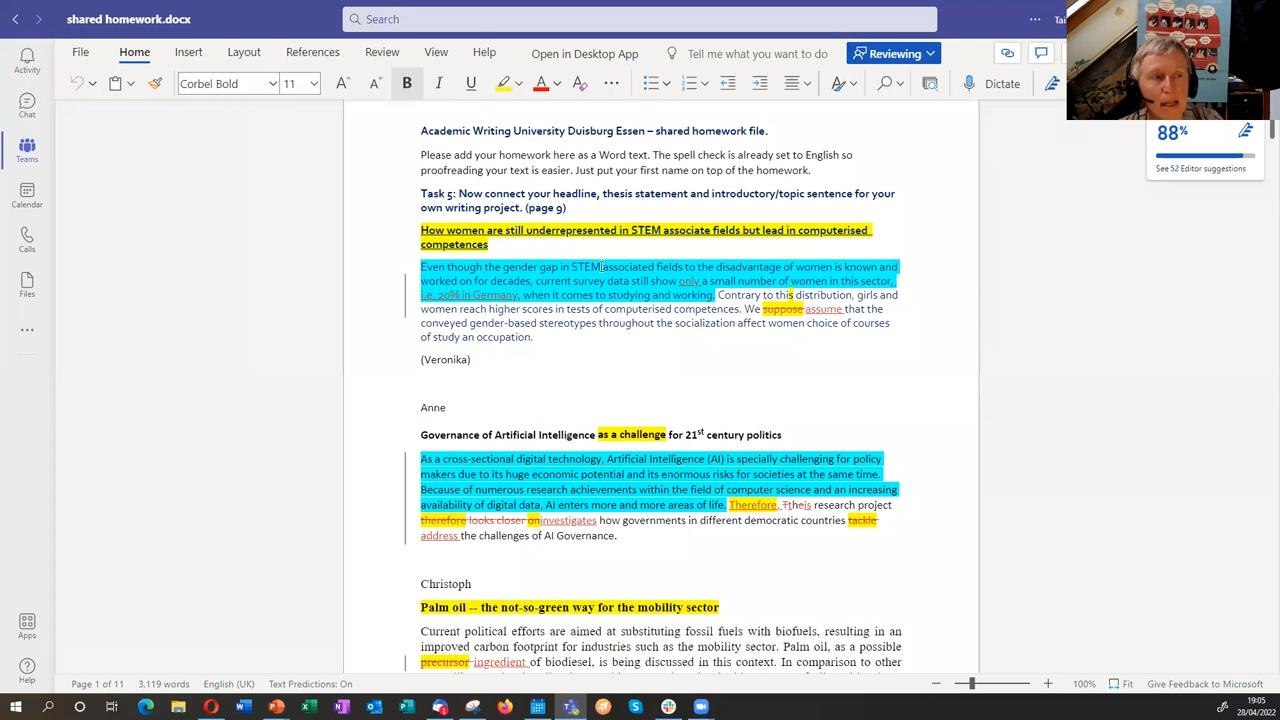 shared homework.docx
Search
Tai
File Home Insert Layout References Review View Help Open in Desktop App Tell me what you want to do Reviewing
Corbel Bold 11 B I U A Dictate
Activity
Chat
Teams
Calendar
Calls
Files
Apps
Help
88%
See 52 Editor suggestions
Academic Writing University Duisburg Essen – shared homework file.
Please add your homework here as a Word text. The spell check is already set to English so
proofreading your text is easier. Just put your first name on top of the homework.
Task 5: Now connect your headline, thesis statement and introductory/topic sentence for your
own writing project. (page 9)
How women are still underrepresented in STEM associate fields but lead in computerised
competences
Even though the gender gap in STEM associated fields to the disadvantage of women is known and
worked on for decades, current survey data still show only a small number of women in this sector,
i.e. 20% in Germany, when it comes to studying and working. Contrary to this distribution, girls and
women reach higher scores in tests of computerised competences. We suppose assume that the
conveyed gender-based stereotypes throughout the socialization affect women choice of courses
of study an occupation.
(Veronika)
Anne
Governance of Artificial Intelligence as a challenge for 21st century politics
As a cross-sectional digital technology, Artificial Intelligence (AI) is specially challenging for policy
makers due to its huge economic potential and its enormous risks for societies at the same time.
Because of numerous research achievements within the field of computer science and an increasing
availability of digital data, AI enters more and more areas of life. Therefore, Ttheis research project
therefore looks closer oninvestigates how governments in different democratic countries tackle
address the challenges of AI Governance.
Christoph
Palm oil -- the not-so-green way for the mobility sector
Current political efforts are aimed at substituting fossil fuels with biofuels, resulting in an
improved carbon footprint for industries such as the mobility sector. Palm oil, as a possible
precursor ingredient of biodiesel, is being discussed in this context. In comparison to other
Page 1 of 11 3.119 words English (UK) Text Predictions: On 100% Fit Give Feedback to Microsoft
19:05
28/04/2022